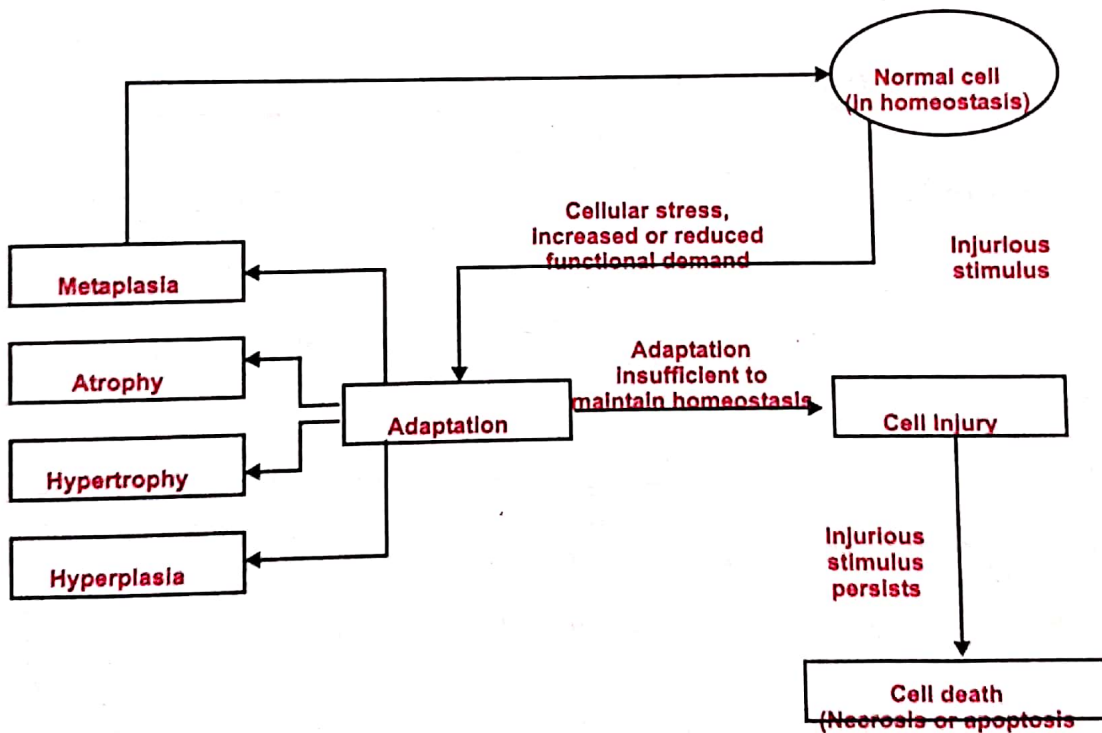 Normal cell
(in homeostasis)
Cellular stress,
increased or reduced
functional demand
Injurious
stimulus
Metaplasia
Atrophy
Hypertrophy
Hyperplasia
Adaptation
Adaptation
insufficient to
maintain homeostasis
Cell injury
Injurious
stimulus
persists
Cell death
(Necrosis or apoptosis